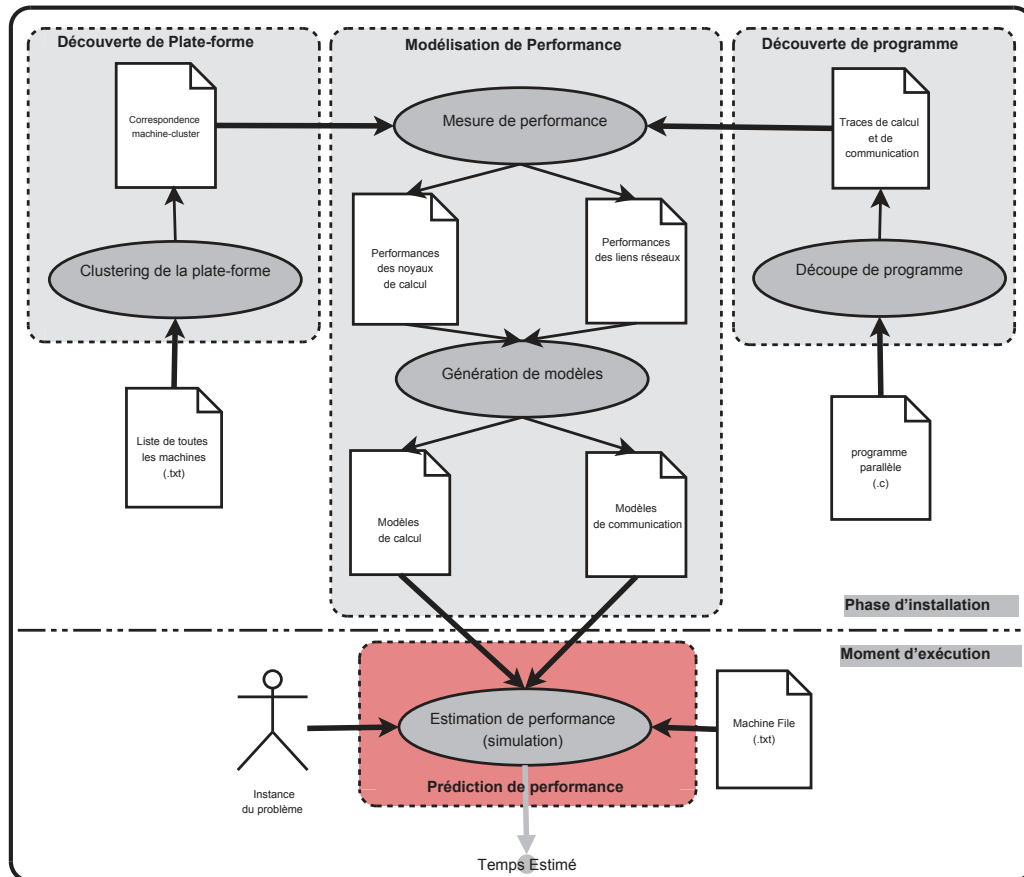 Découverte de Plate-forme
Modélisation de Performance
Découverte de programme
Correspondence
machine-cluster
Mesure de performance
Traces de calcul
et de
communication
Performances
des noyaux
de calcul
Performances
des liens réseaux
Clustering de la plate-forme
Découpe de programme
Génération de modèles
Liste de toutes
les machines
(.txt)
programme
parallèle
(.c)
Modèles
de calcul
Modèles
de communication
Phase d'installation
Moment d'exécution
Estimation de performance
(simulation)
Machine File
(.txt)
Prédiction de performance
Instance
du problème
Temps Estimé